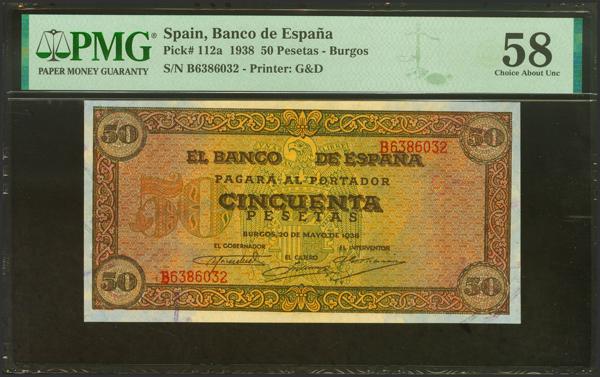 PMG
PAPER MONEY GUARANTY
Spain, Banco de España
Pick# 112a 1938 50 Pesetas - Burgos
S/N B6386032 - Printer: G&D
58
Choice About Unc
50
50
B6386032
EL BANCO DE ESPAÑA
PAGARÁ AL PORTADOR
50
CINCUENTA
PESETAS
BURGOS, 20 DE MAYO DE 1938
EL GOBERNADOR
EL CAJERO
EL INTERVENTOR
B6386032
50
50